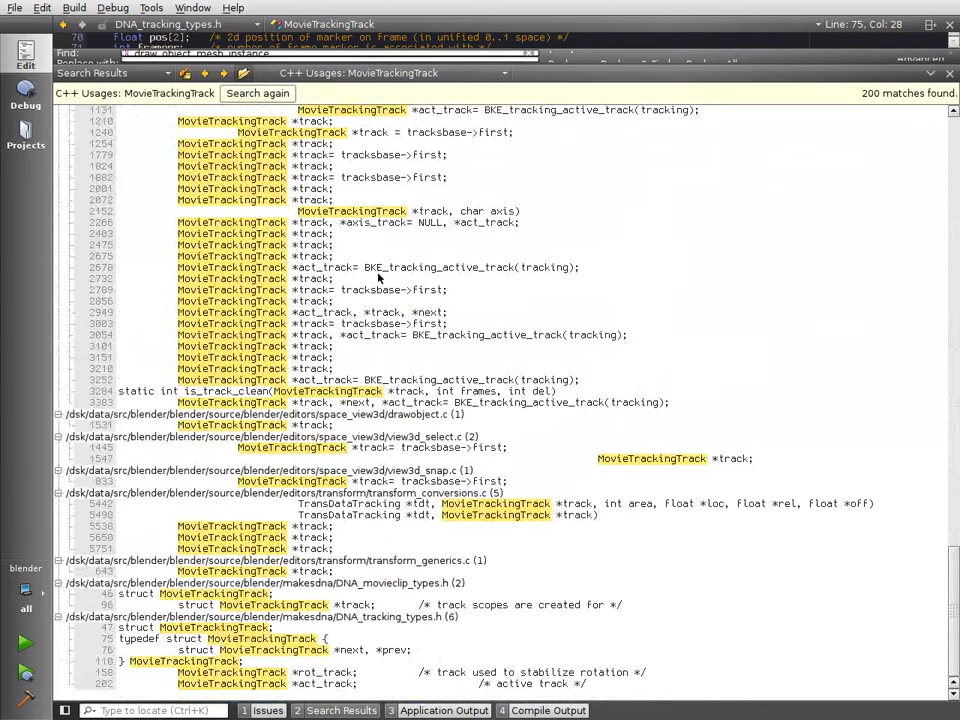 File Edit Build Debug Tools Window Help
DNA_tracking_types.h MovieTrackingTrack Line: 75, Col: 28
70 float pos[2]; /* 2d position of marker on frame (in unified 0..1 space) */
Edit
Find: draw_object_mesh_instance
Search Results C++ Usages: MovieTrackingTrack
C++ Usages: MovieTrackingTrack Search again 200 matches found.
Debug
Projects
1131 MovieTrackingTrack *act_track= BKE_tracking_active_track(tracking);
1210 MovieTrackingTrack *track;
1240 MovieTrackingTrack *track = tracksbase->first;
1254 MovieTrackingTrack *track;
1779 MovieTrackingTrack *track= tracksbase->first;
1824 MovieTrackingTrack *track;
1882 MovieTrackingTrack *track= tracksbase->first;
2001 MovieTrackingTrack *track;
2072 MovieTrackingTrack *track;
2152 MovieTrackingTrack *track, char axis)
2266 MovieTrackingTrack *track, *axis_track= NULL, *act_track;
2403 MovieTrackingTrack *track;
2475 MovieTrackingTrack *track;
2675 MovieTrackingTrack *track;
2678 MovieTrackingTrack *act_track= BKE_tracking_active_track(tracking);
2732 MovieTrackingTrack *track;
2789 MovieTrackingTrack *track= tracksbase->first;
2856 MovieTrackingTrack *track;
2949 MovieTrackingTrack *act_track, *track, *next;
3003 MovieTrackingTrack *track= tracksbase->first;
3054 MovieTrackingTrack *track, *act_track= BKE_tracking_active_track(tracking);
3101 MovieTrackingTrack *track;
3151 MovieTrackingTrack *track;
3210 MovieTrackingTrack *track;
3252 MovieTrackingTrack *act_track= BKE_tracking_active_track(tracking);
3284 static int is_track_clean(MovieTrackingTrack *track, int frames, int del)
3383 MovieTrackingTrack *track, *next, *act_track= BKE_tracking_active_track(tracking);
/dsk/data/src/blender/blender/source/blender/editors/space_view3d/drawobject.c (1)
1531 MovieTrackingTrack *track;
/dsk/data/src/blender/blender/source/blender/editors/space_view3d/view3d_select.c (2)
1445 MovieTrackingTrack *track= tracksbase->first;
1547 MovieTrackingTrack *track;
/dsk/data/src/blender/blender/source/blender/editors/space_view3d/view3d_snap.c (1)
833 MovieTrackingTrack *track= tracksbase->first;
/dsk/data/src/blender/blender/source/blender/editors/transform/transform_conversions.c (5)
5442 TransDataTracking *tdt, MovieTrackingTrack *track, int area, float *loc, float *rel, float *off)
5490 TransDataTracking *tdt, MovieTrackingTrack *track)
5538 MovieTrackingTrack *track;
5650 MovieTrackingTrack *track;
5751 MovieTrackingTrack *track;
/dsk/data/src/blender/blender/source/blender/editors/transform/transform_generics.c (1)
643 MovieTrackingTrack *track;
/dsk/data/src/blender/blender/source/blender/makesdna/DNA_movieclip_types.h (2)
46 struct MovieTrackingTrack;
96 struct MovieTrackingTrack *track; /* track scopes are created for */
/dsk/data/src/blender/blender/source/blender/makesdna/DNA_tracking_types.h (6)
47 struct MovieTrackingTrack;
75 typedef struct MovieTrackingTrack {
76 struct MovieTrackingTrack *next, *prev;
110 } MovieTrackingTrack;
158 MovieTrackingTrack *rot_track; /* track used to stabilize rotation */
202 MovieTrackingTrack *act_track; /* active track */
blender
all
Type to locate (Ctrl+K) 1 Issues 2 Search Results 3 Application Output 4 Compile Output